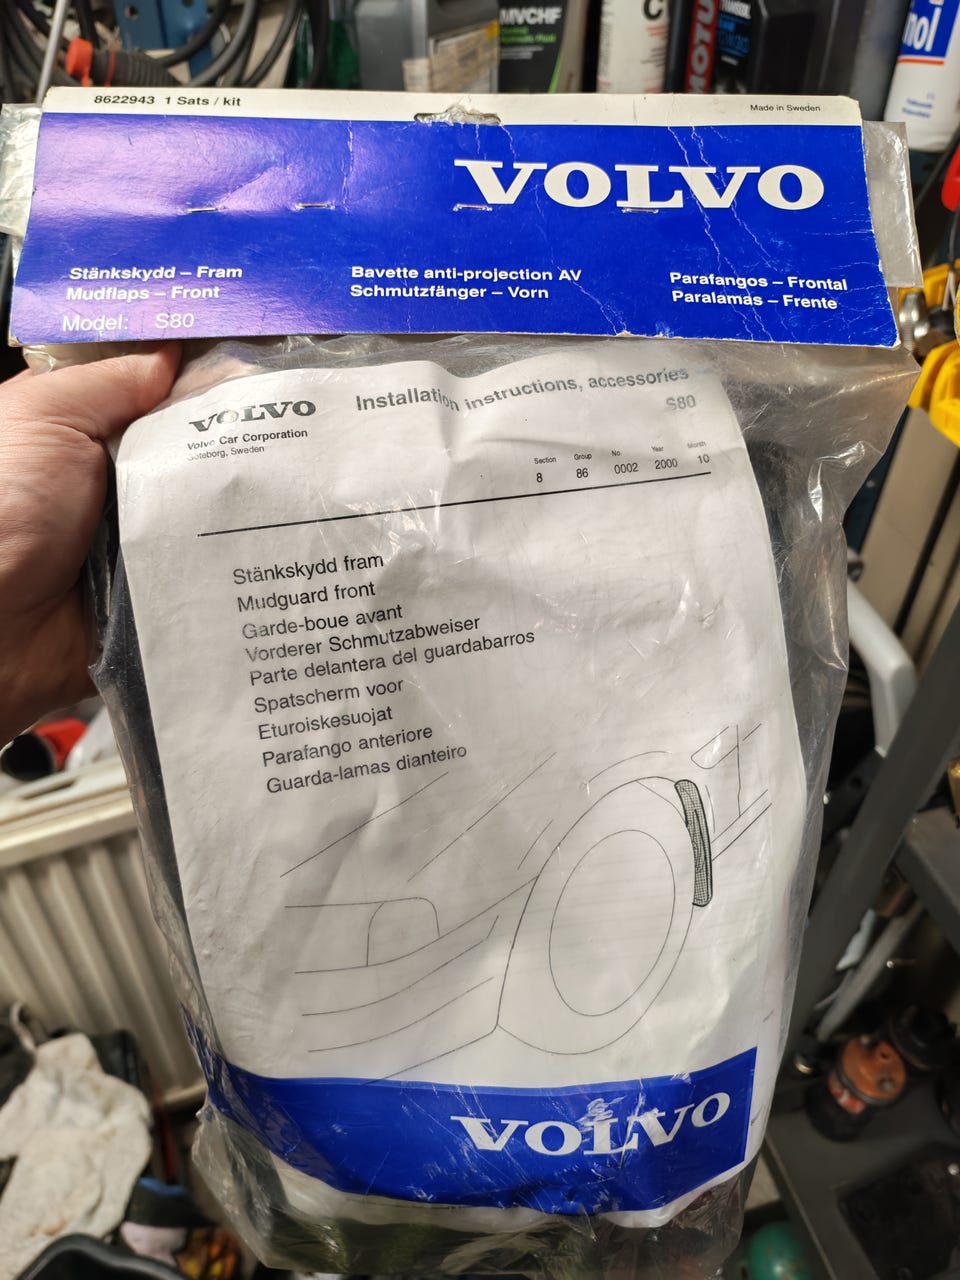 MVCHF
MOTU
nol
8622943 1 Sats / kit
Made in Sweden
VOLVO
Stänkskydd – Fram
Mudflaps – Front
Bavette anti-projection AV
Schmutzfänger – Vorn
Parafangos – Frontal
Paralamas – Frente
Model: S80
VOLVO
Volvo Car Corporation
Göteborg, Sweden
Installation instructions, accessories
S80
Section Group No. Year Month
8 86 0002 2000 10
Stänkskydd fram
Mudguard front
Garde-boue avant
Vorderer Schmutzabweiser
Parte delantera del guardabarros
Spatscherm voor
Eturoiskesuojat
Parafango anteriore
Guarda-lamas dianteiro
VOLVO